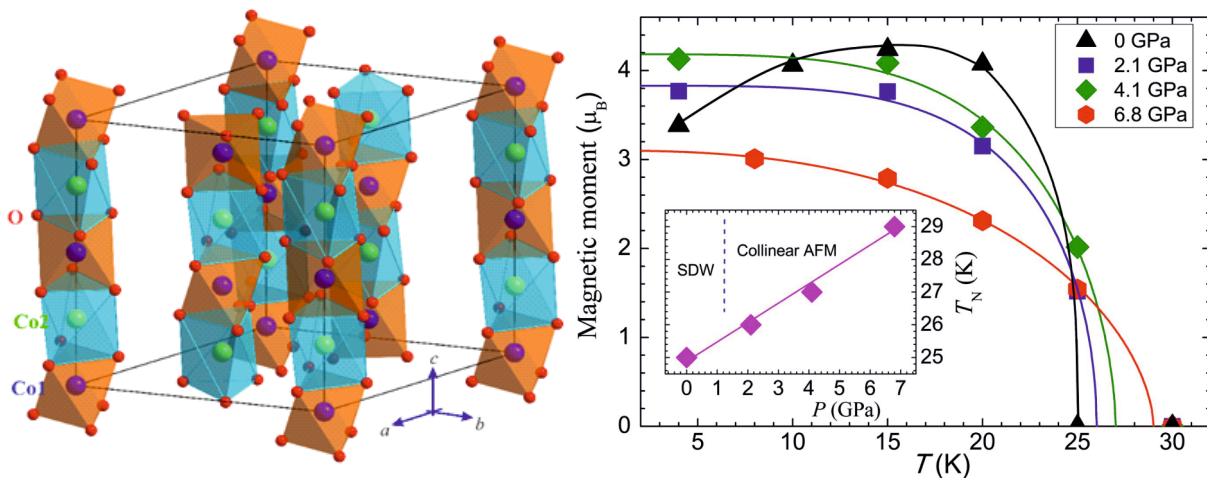 O
Co2
Co1
c
a
b
Magnetic moment (μB)
4
3
2
1
0
0 GPa
2.1 GPa
4.1 GPa
6.8 GPa
SDW
Collinear AFM
29
28
27
26
25
TN (K)
0 1 2 3 4 5 6 7
P (GPa)
5 10 15 20 25 30
T (K)